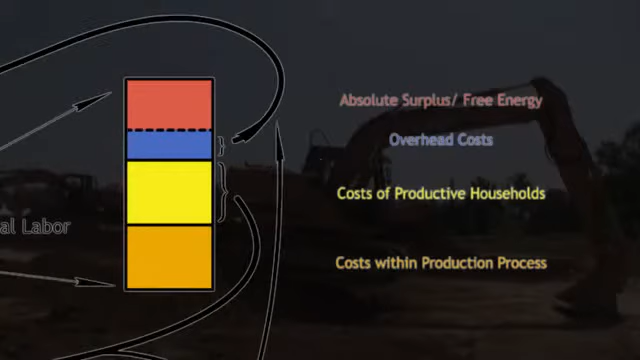 Absolute Surplus/ Free Energy
Overhead Costs
Costs of Productive Households
al Labor
Costs within Production Process